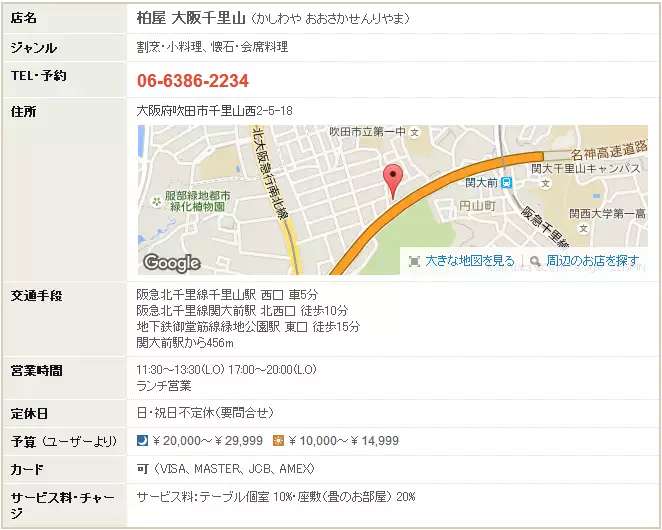 店名 柏屋 大阪千里山 (かしわや おおさかせんりやま)
ジャンル 割烹・小料理、懐石・会席料理
TEL・予約 06-6386-2234
住所 大阪府吹田市千里山西2-5-18
吹田市立第一中
名神高速道路
北大阪急行南北線
関大前
関大千里山キャンパス
服部緑地都市
緑化植物園
円山町
阪急千里線
関西大学第一高
Google
大きな地図を見る
周辺のお店を探す
交通手段 阪急北千里線千里山駅 西口 車5分
阪急北千里線関大前駅 北西口 徒歩10分
地下鉄御堂筋線緑地公園駅 東口 徒歩15分
関大前駅から456m
営業時間 11:30～13:30(LO) 17:00～20:00(LO)
ランチ営業
定休日 日・祝日不定休(要問合せ)
予算 (ユーザーより) ￥20,000～￥29,999 ￥10,000～￥14,999
カード 可 (VISA、MASTER、JCB、AMEX)
サービス料・チャージ サービス料：テーブル個室 10%・座敷(畳のお部屋) 20%